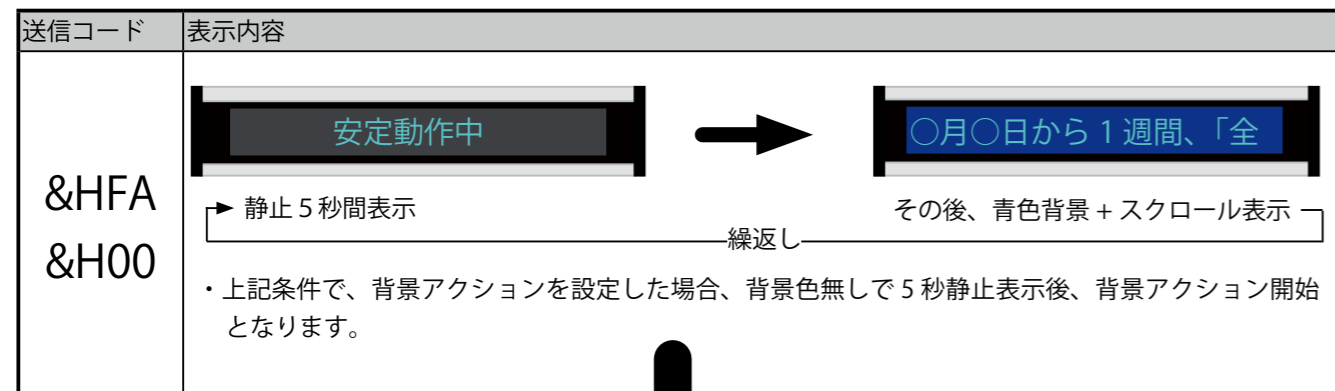 送信コード
表示内容
安定動作中
○月○日から1週間、「全
&HFA
&H00
静止5秒間表示
その後、青色背景+スクロール表示
繰返し
・上記条件で、背景アクションを設定した場合、背景色無しで5秒静止表示後、背景アクション開始
となります。